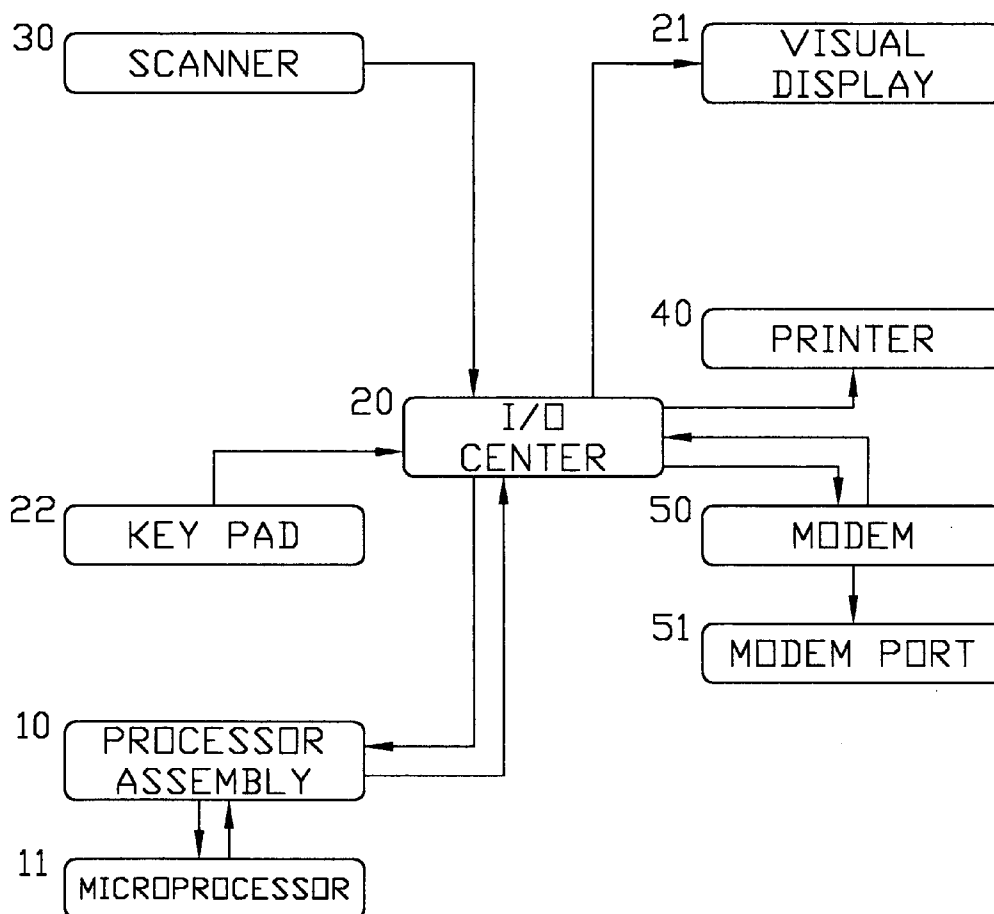 30
SCANNER
21
VISUAL
DISPLAY
40
PRINTER
20
I/O
CENTER
22
KEY PAD
50
MODEM
51
MODEM PORT
10
PROCESSOR
ASSEMBLY
11
MICROPROCESSOR